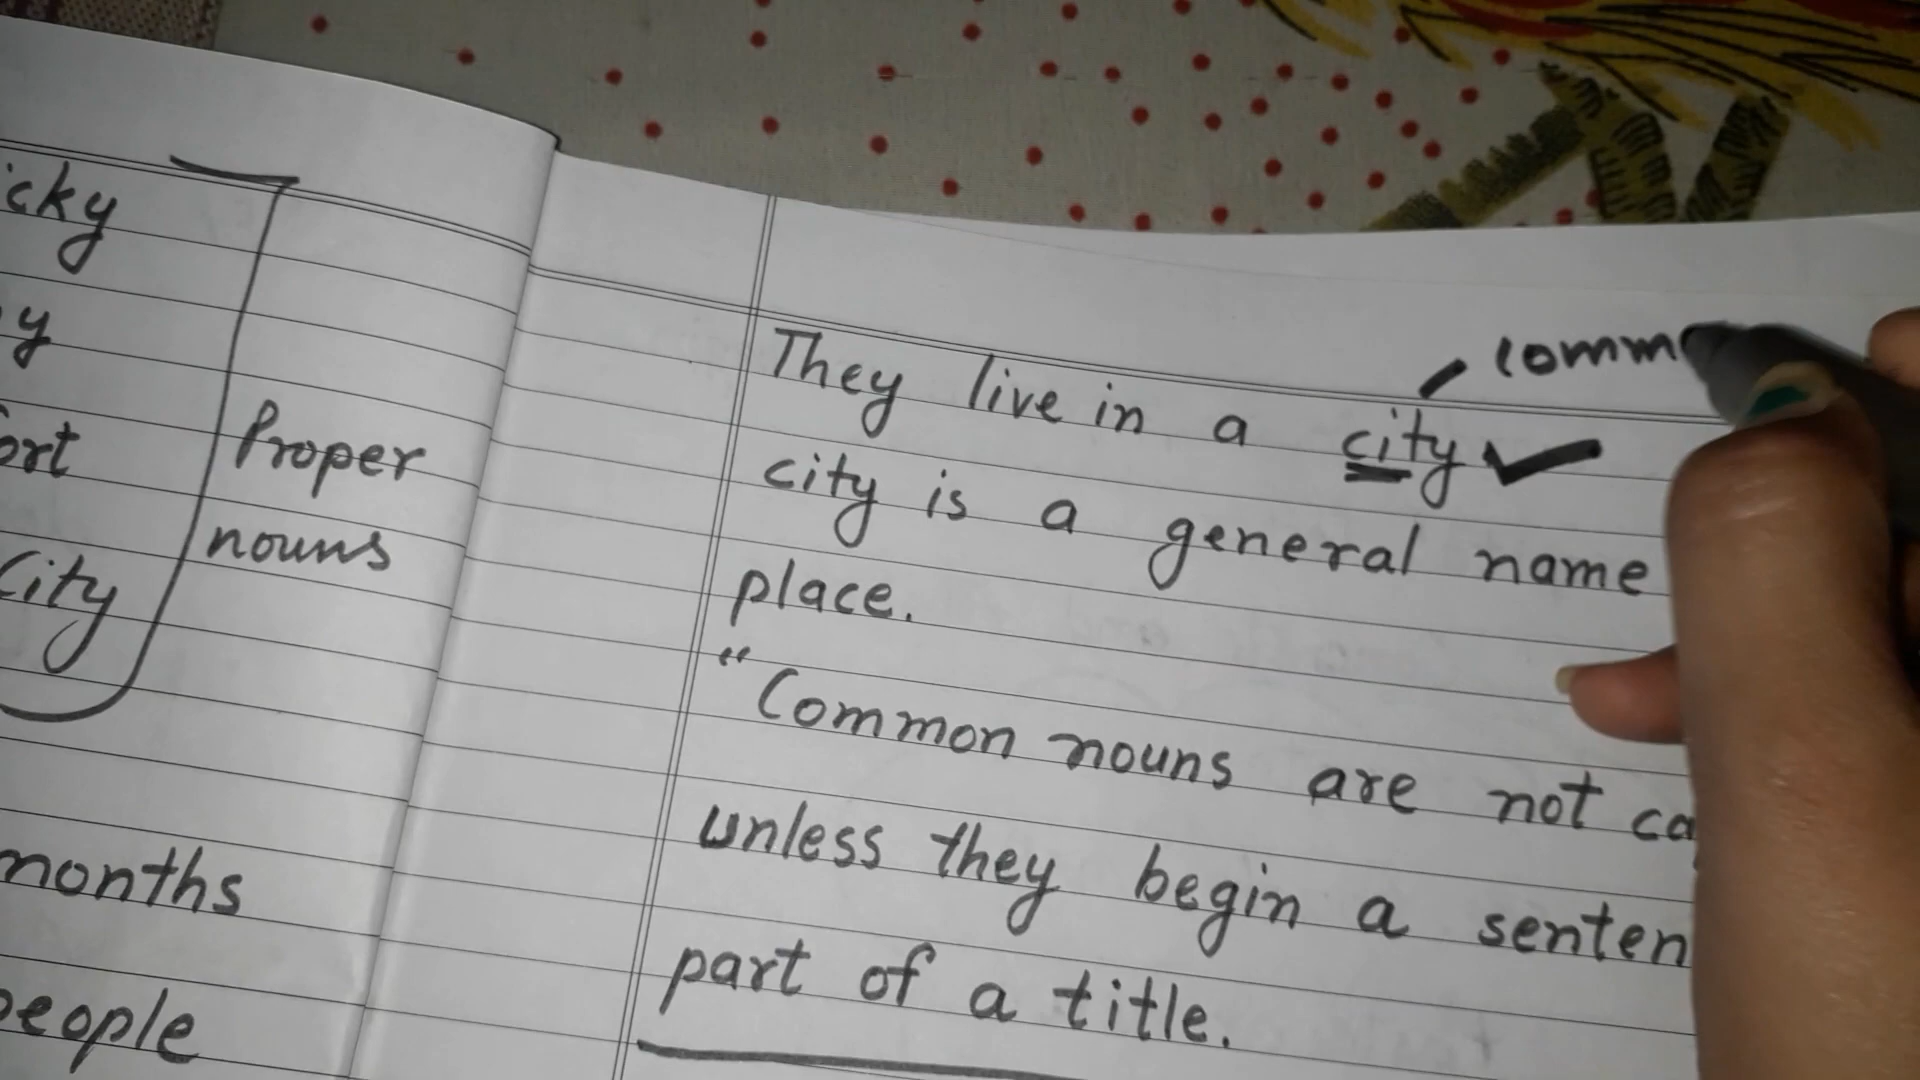 icky
y
ort
City
Proper
nouns
months
people
comm
They live in a city ✓
city is a general name
place.
"Common nouns are not ca
unless they begin a senten
part of a title.